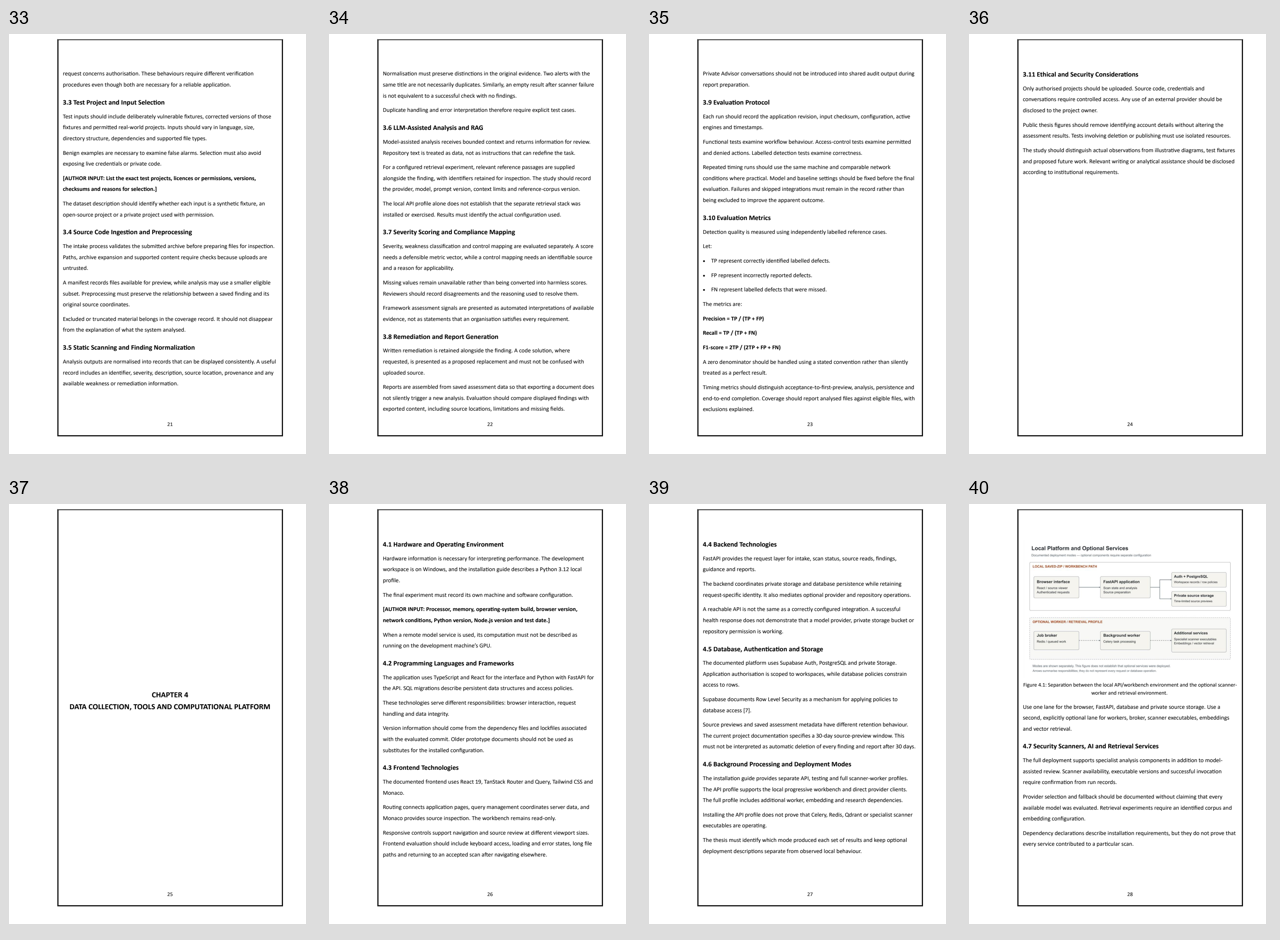 33
request concerns authorisation. These behaviours require different verification
procedures even though both are necessary for a reliable application.
3.3 Test Project and Input Selection
Test inputs should include deliberately vulnerable fixtures, corrected versions of those
fixtures and permitted real-world projects. Inputs should vary in language, size,
directory structure, dependencies and supported file types.
Benign examples are necessary to examine false alarms. Selection must also avoid
exposing live credentials or private code.
[AUTHOR INPUT: List the exact test projects, licences or permissions, versions,
checksums and reasons for selection.]
The dataset description should identify whether each input is a synthetic fixture, an
open-source project or a private project used with permission.
3.4 Source Code Ingestion and Preprocessing
The intake process validates the submitted archive before preparing files for inspection.
Paths, archive expansion and supported content require checks because uploads are
untrusted.
A manifest records files available for preview, while analysis may use a smaller eligible
subset. Preprocessing must preserve the relationship between a saved finding and its
original source coordinates.
Excluded or truncated material belongs in the coverage record. It should not disappear
from the explanation of what the system analysed.
3.5 Static Scanning and Finding Normalization
Analysis outputs are normalised into records that can be displayed consistently. A useful
record includes an identifier, severity, description, source location, provenance and any
available weakness or remediation information.
21
34
Normalisation must preserve distinctions in the original evidence. Two alerts with the
same title are not necessarily duplicates. Similarly, an empty result after scanner failure
is not equivalent to a successful check with no findings.
Duplicate handling and error interpretation therefore require explicit test cases.
3.6 LLM-Assisted Analysis and RAG
Model-assisted analysis receives bounded context and returns information for review.
Repository text is treated as data, not as instructions that can redefine the task.
For a configured retrieval experiment, relevant reference passages are supplied
alongside the finding, with identifiers retained for inspection. The study should record
the provider, model, prompt version, context limits and reference-corpus version.
The local API profile alone does not establish that the separate retrieval stack was
installed or exercised. Results must identify the actual configuration used.
3.7 Severity Scoring and Compliance Mapping
Severity, weakness classification and control mapping are evaluated separately. A score
needs a defensible metric vector, while a control mapping needs an identifiable source
and a reason for applicability.
Missing values remain unavailable rather than being converted into harmless scores.
Reviewers should record disagreements and the reasoning used to resolve them.
Framework assessment signals are presented as automated interpretations of available
evidence, not as statements that an organisation satisfies every requirement.
3.8 Remediation and Report Generation
Written remediation is retained alongside the finding. A code solution, where
requested, is presented as a proposed replacement and must not be confused with
uploaded source.
Reports are assembled from saved assessment data so that exporting a document does
not silently trigger a new analysis. Evaluation should compare displayed findings with
exported content, including source locations, limitations and missing fields.
22
35
Private Advisor conversations should not be introduced into shared audit output during
report preparation.
3.9 Evaluation Protocol
Each run should record the application revision, input checksum, configuration, active
engines and timestamps.
Functional tests examine workflow behaviour. Access-control tests examine permitted
and denied actions. Labelled detection tests examine correctness.
Repeated timing runs should use the same machine and comparable network
conditions where practical. Model and baseline settings should be fixed before the final
evaluation. Failures and skipped integrations must remain in the record rather than
being excluded to improve the apparent outcome.
3.10 Evaluation Metrics
Detection quality is measured using independently labelled reference cases.
Let:
• TP represent correctly identified labelled defects.
• FP represent incorrectly reported defects.
• FN represent labelled defects that were missed.
The metrics are:
Precision = TP / (TP + FP)
Recall = TP / (TP + FN)
F1-score = 2TP / (2TP + FP + FN)
A zero denominator should be handled using a stated convention rather than silently
treated as a perfect result.
Timing metrics should distinguish acceptance-to-first-preview, analysis, persistence and
end-to-end completion. Coverage should report analysed files against eligible files, with
exclusions explained.
23
36
3.11 Ethical and Security Considerations
Only authorised projects should be uploaded. Source code, credentials and
conversations require controlled access. Any use of an external provider should be
disclosed to the project owner.
Public thesis figures should remove identifying account details without altering the
assessment results. Tests involving deletion or publishing must use isolated resources.
The study should distinguish actual observations from illustrative diagrams, test fixtures
and proposed future work. Relevant writing or analytical assistance should be disclosed
according to institutional requirements.
24
37
CHAPTER 4
DATA COLLECTION, TOOLS AND COMPUTATIONAL PLATFORM
25
38
4.1 Hardware and Operating Environment
Hardware information is necessary for interpreting performance. The development
workspace is on Windows, and the installation guide describes a Python 3.12 local
profile.
The final experiment must record its own machine and software configuration.
[AUTHOR INPUT: Processor, memory, operating-system build, browser version,
network conditions, Python version, Node.js version and test date.]
When a remote model service is used, its computation must not be described as
running on the development machine's GPU.
4.2 Programming Languages and Frameworks
The application uses TypeScript and React for the interface and Python with FastAPI for
the API. SQL migrations describe persistent data structures and access policies.
These technologies serve different responsibilities: browser interaction, request
handling and data integrity.
Version information should come from the dependency files and lockfiles associated
with the evaluated commit. Older prototype documents should not be used as
substitutes for the installed configuration.
4.3 Frontend Technologies
The documented frontend uses React 19, TanStack Router and Query, Tailwind CSS and
Monaco.
Routing connects application pages, query management coordinates server data, and
Monaco provides source inspection. The workbench remains read-only.
Responsive controls support navigation and source review at different viewport sizes.
Frontend evaluation should include keyboard access, loading and error states, long file
paths and returning to an accepted scan after navigating elsewhere.
26
39
4.4 Backend Technologies
FastAPI provides the request layer for intake, scan status, source reads, findings,
guidance and reports.
The backend coordinates private storage and database persistence while retaining
request-specific identity. It also mediates optional provider and repository operations.
A reachable API is not the same as a correctly configured integration. A successful
health response does not demonstrate that a model provider, private storage bucket or
repository permission is working.
4.5 Database, Authentication and Storage
The documented platform uses Supabase Auth, PostgreSQL and private Storage.
Application authorisation is scoped to workspaces, while database policies constrain
access to rows.
Supabase documents Row Level Security as a mechanism for applying policies to
database access [7].
Source previews and saved assessment metadata have different retention behaviour.
The current project documentation specifies a 30-day source-preview window. This
must not be interpreted as automatic deletion of every finding and report after 30 days.
4.6 Background Processing and Deployment Modes
The installation guide provides separate API, testing and full scanner-worker profiles.
The API profile supports the local progressive workbench and direct provider clients.
The full profile includes additional worker, embedding and research dependencies.
Installing the API profile does not prove that Celery, Redis, Qdrant or specialist scanner
executables are operating.
The thesis must identify which mode produced each set of results and keep optional
deployment descriptions separate from observed local behaviour.
27
40
Local Platform and Optional Services
LOCAL SAVED-ZIP / WORKBENCH PATH
Browser interface
Authenticated requests
FastAPI application
Source preparation
Auth + PostgreSQL
Private source storage
OPTIONAL WORKER / RETRIEVAL PROFILE
Job broker
Background worker
Celery task processing
Additional services
Figure 4.1: Separation between the local API/workbench environment and the optional scanner-
worker and retrieval environment.
Use one lane for the browser, FastAPI, database and private source storage. Use a
second, explicitly optional lane for workers, broker, scanner executables, embeddings
and vector retrieval.
4.7 Security Scanners, AI and Retrieval Services
The full deployment supports specialist analysis components in addition to model-
assisted review. Scanner availability, executable versions and successful invocation
require confirmation from run records.
Provider selection and fallback should be documented without claiming that every
available model was evaluated. Retrieval experiments require an identified corpus and
embedding configuration.
Dependency declarations describe installation requirements, but they do not prove that
every service contributed to a particular scan.
28